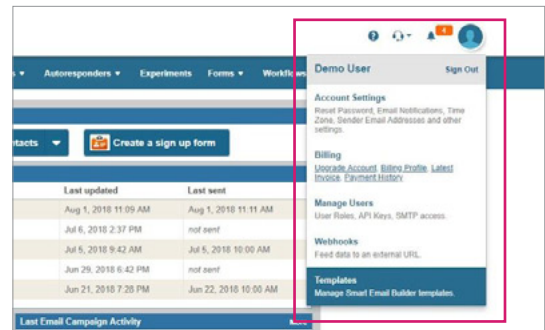 4
s ▾ Autoresponders ▾ Experiments Forms ▾ Workflows
Demo User Sign Out
Account Settings
Reset Password, Email Notifications, Time
Zone, Sender Email Addresses and other
settings.
Billing
Upgrade Account, Billing Profile, Latest
Invoice, Payment History
Manage Users
User Roles, API Keys, SMTP access.
Webhooks
Feed data to an external URL.
Templates
Manage Smart Email Builder templates.
tacts ▾ Create a sign up form
Last updated Last sent
Aug 1, 2018 11:09 AM Aug 1, 2018 11:11 AM
Jul 6, 2018 2:37 PM not sent
Jul 5, 2018 9:42 AM Jul 5, 2018 10:00 AM
Jun 29, 2018 6:42 PM not sent
Jun 21, 2018 7:28 PM Jun 22, 2018 10:00 AM
Last Email Campaign Activity